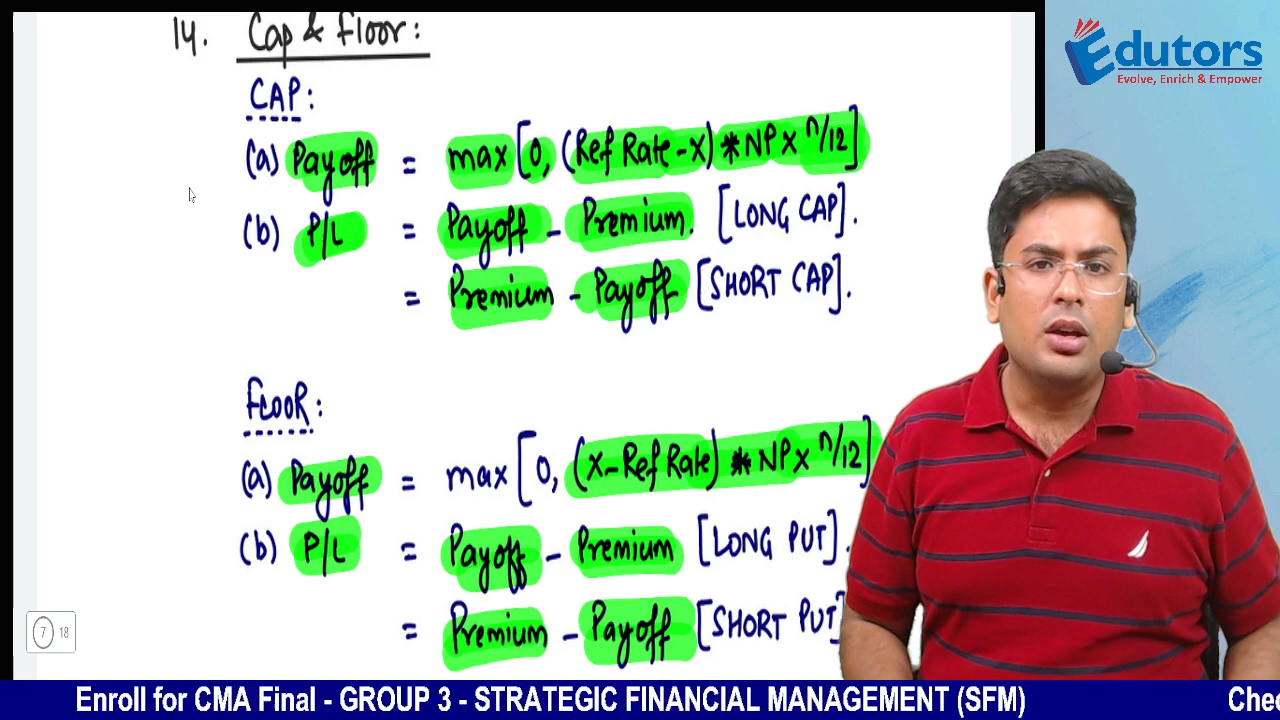 14. Cap & Floor:
CAP:
(a) Payoff = max [0, (Ref Rate - X) * NP x n/12]
(b) P/L = Payoff - Premium. [LONG CAP].
= Premium - Payoff [SHORT CAP].
FLOOR:
(a) Payoff = max [0, (X - Ref Rate) * NP x n/12]
(b) P/L = Payoff - Premium [LONG PUT].
= Premium - Payoff [SHORT PUT]
7 18
Edutors
Evolve, Enrich & Empower
Enroll for CMA Final - GROUP 3 - STRATEGIC FINANCIAL MANAGEMENT (SFM) Chec